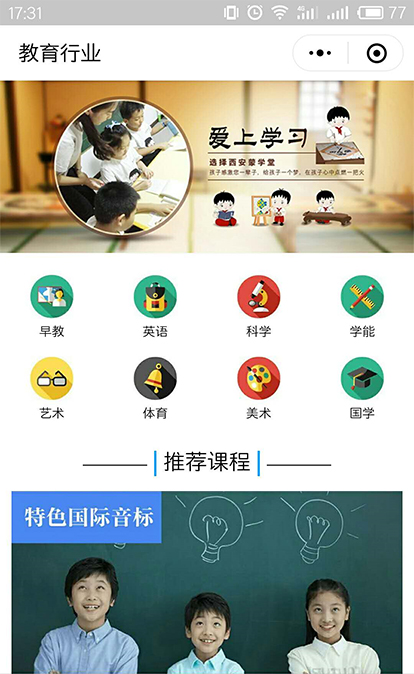 17:31
4G
77
教育行业
爱上学习
选择西安蒙学堂
孩子感激您一辈子，给孩子一个梦，在孩子心中点燃一把火
早教
英语
科学
学能
艺术
体育
美术
国学
推荐课程
特色国际音标